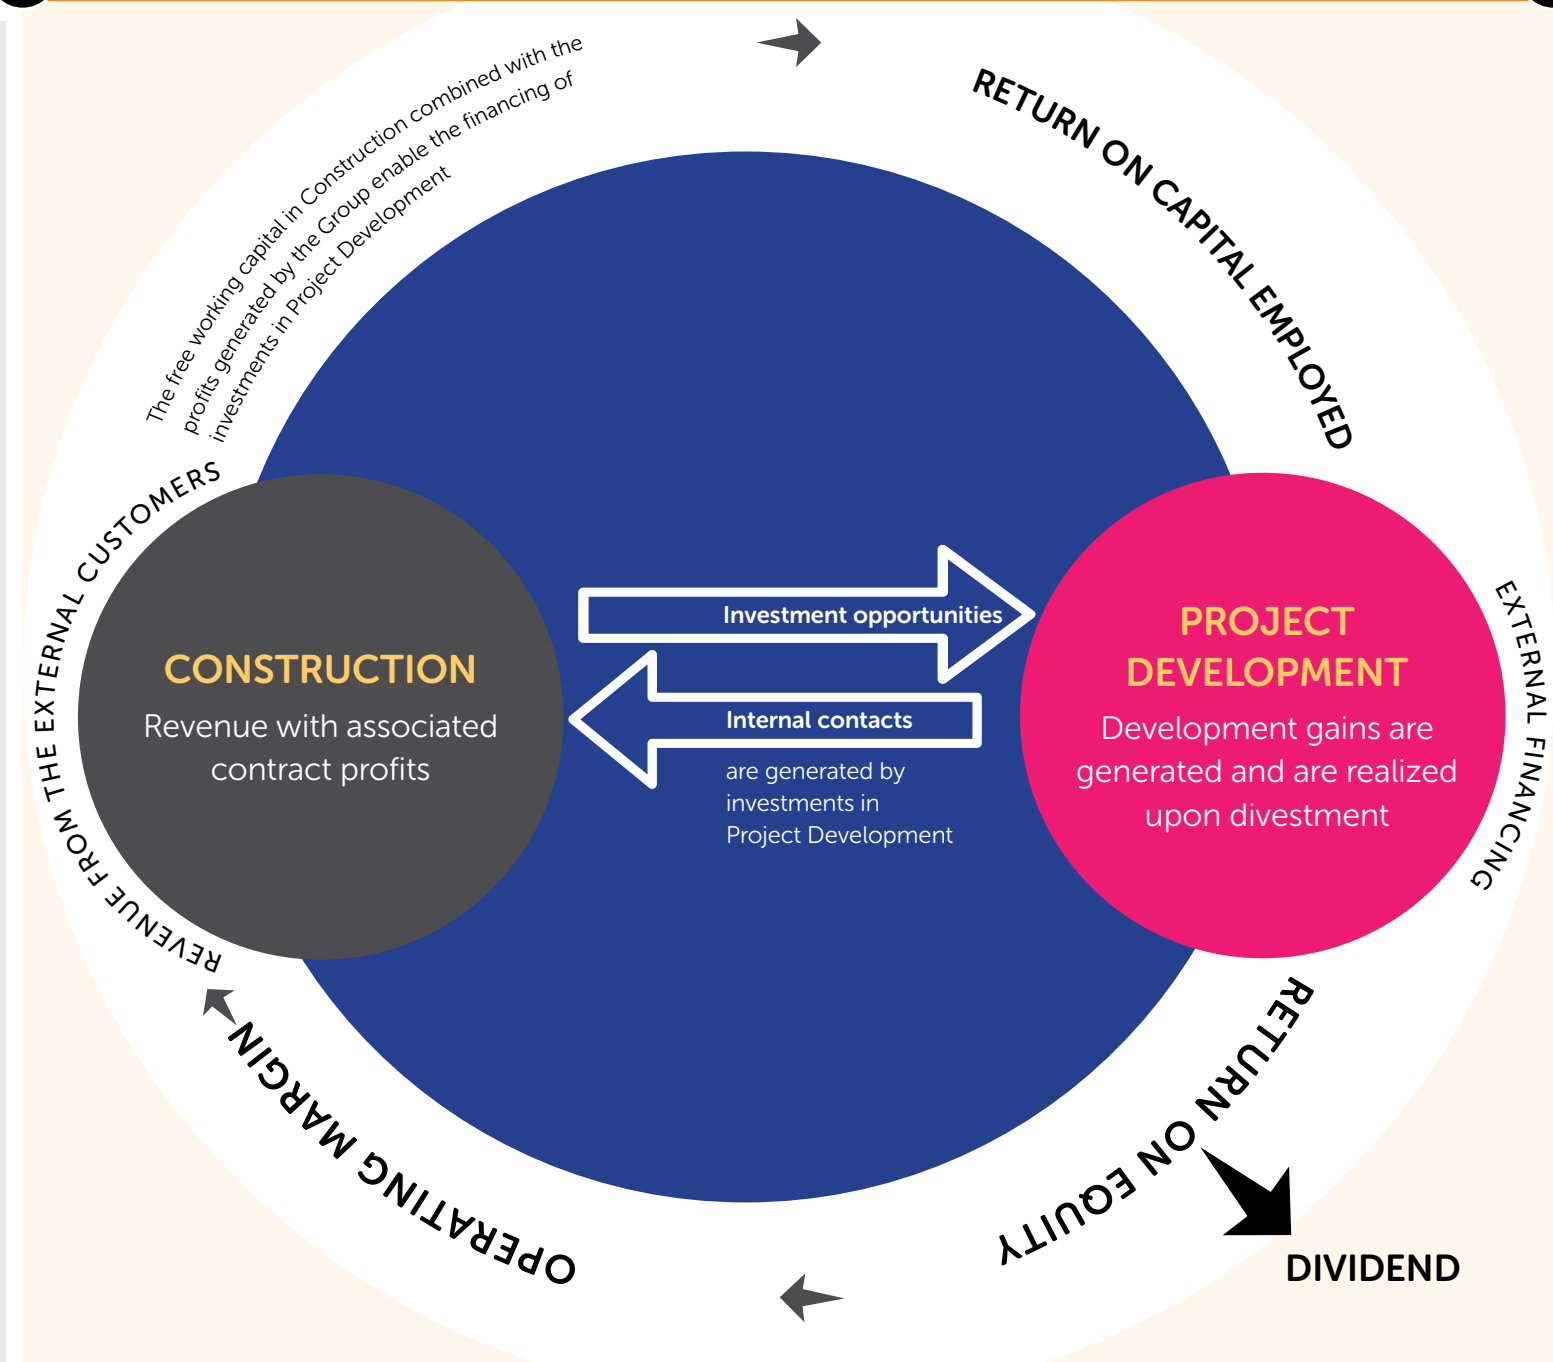 The free working capital in Construction combined with the
profits generated by the Group enable the financing of
investments in Project Development
RETURN ON CAPITAL EMPLOYED
REVENUE FROM THE EXTERNAL CUSTOMERS
CONSTRUCTION
Revenue with associated
contract profits
Investment opportunities
Internal contacts
are generated by
investments in
Project Development
PROJECT
DEVELOPMENT
Development gains are
generated and are realized
upon divestment
EXTERNAL FINANCING
RETURN ON EQUITY
OPERATING MARGIN
DIVIDEND